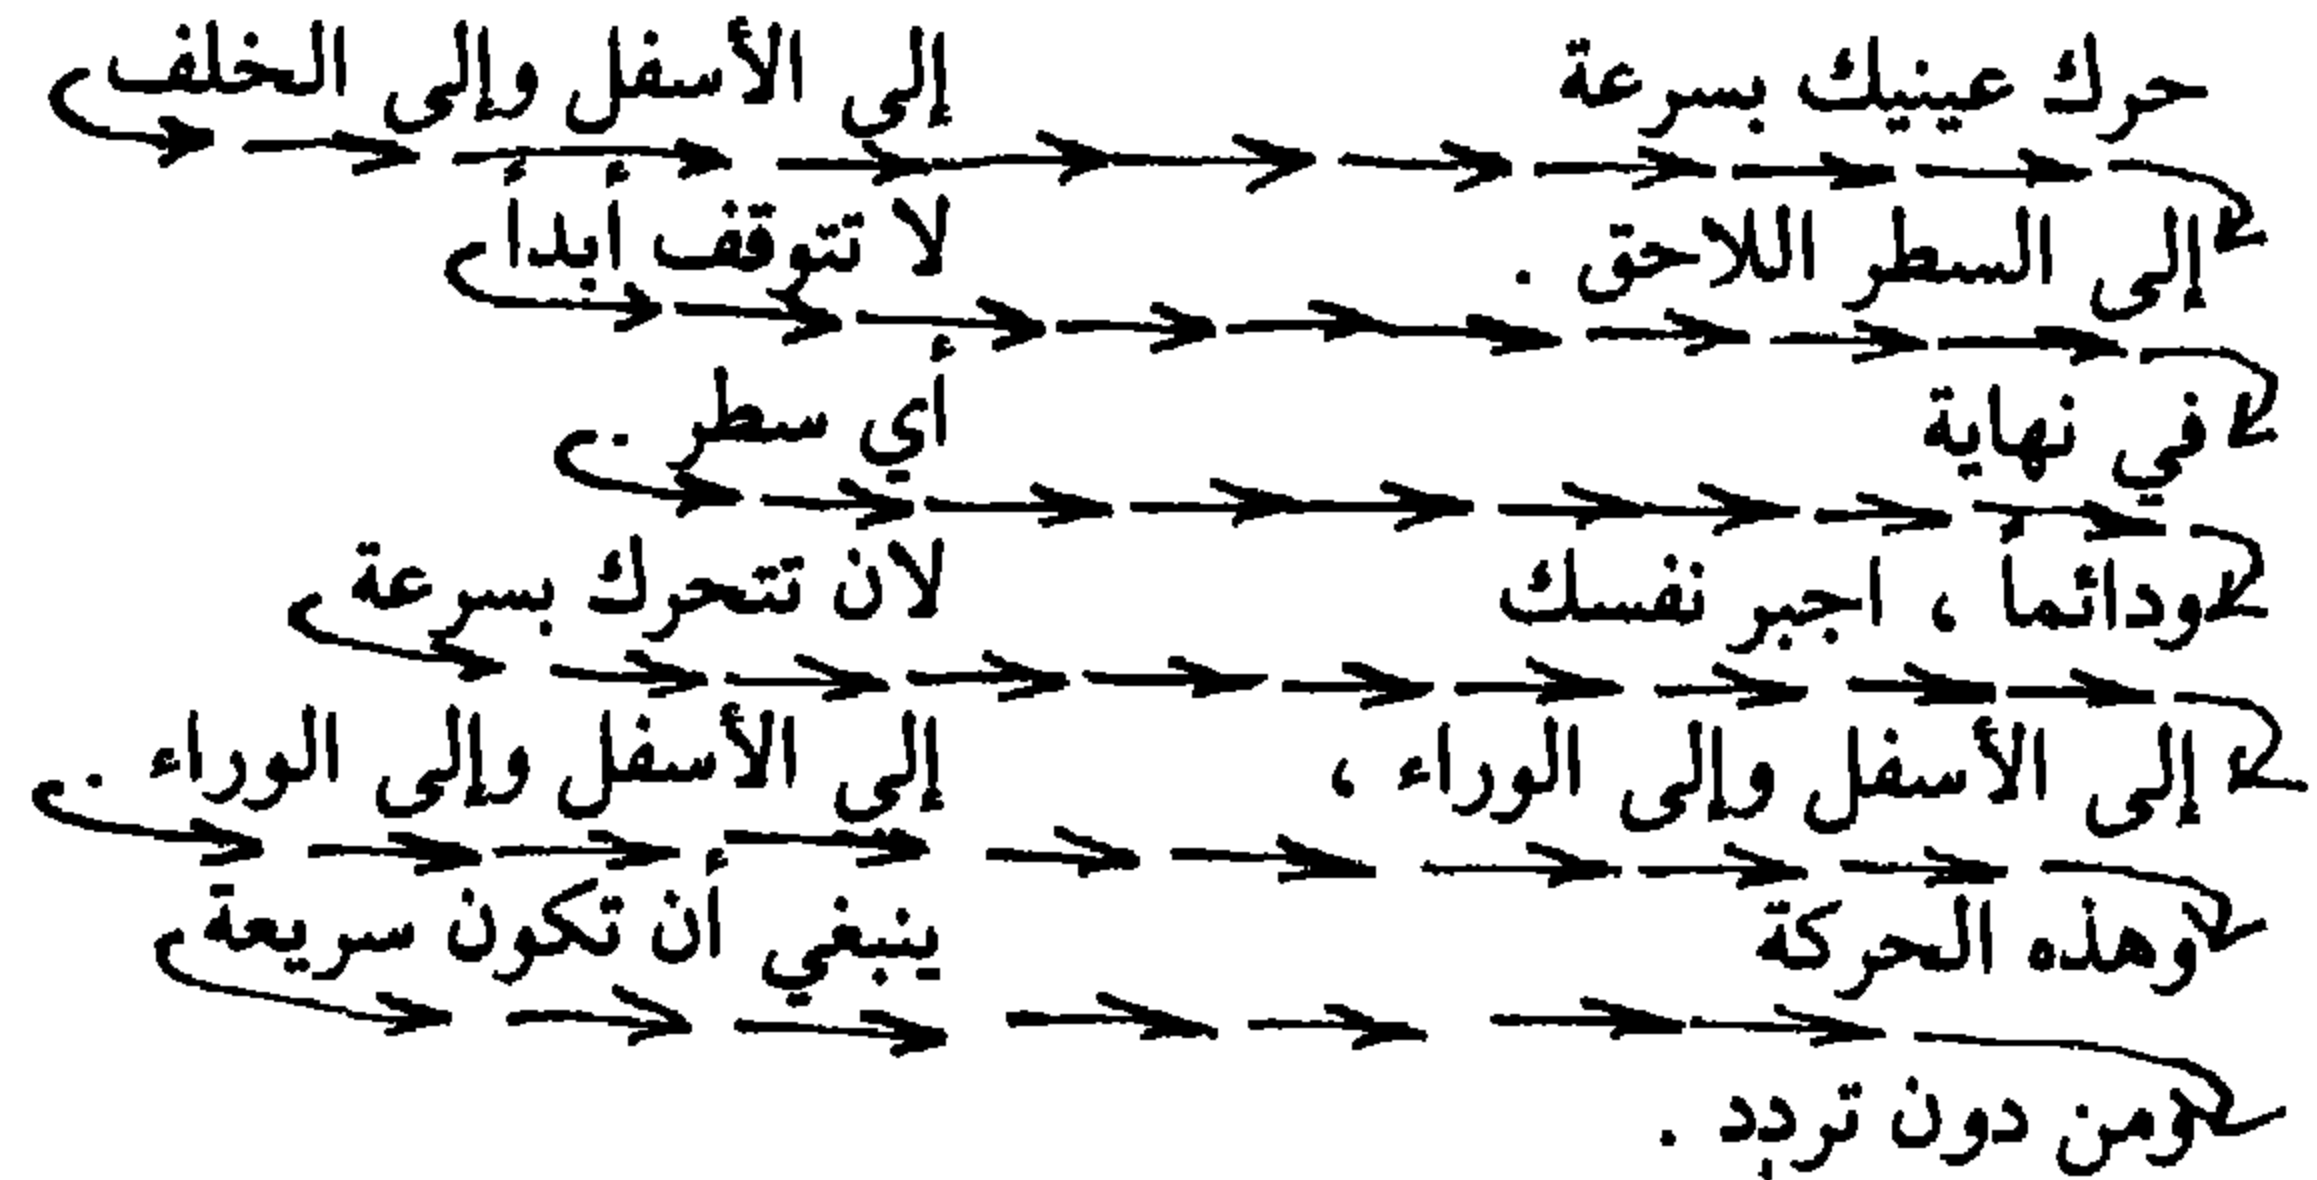 حرك عينيك بسرعة إلى الأسفل وإلى الخلف
إلى السطر اللاحق . لا تتوقف أبدأ
في نهاية أي سطر .
ودائماً ، اجبر نفسك لان تتحرك بسرعة
إلى الأسفل وإلى الوراء ، إلى الأسفل وإلى الوراء .
وهذه الحركة ينبغي أن تكون سريعة
ومن دون تردد .